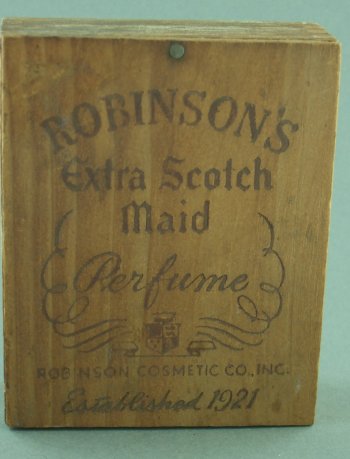 ROBINSON'S
Extra Scotch
Maid
Perfume
ROBINSON COSMETIC CO., INC.
Established 1921